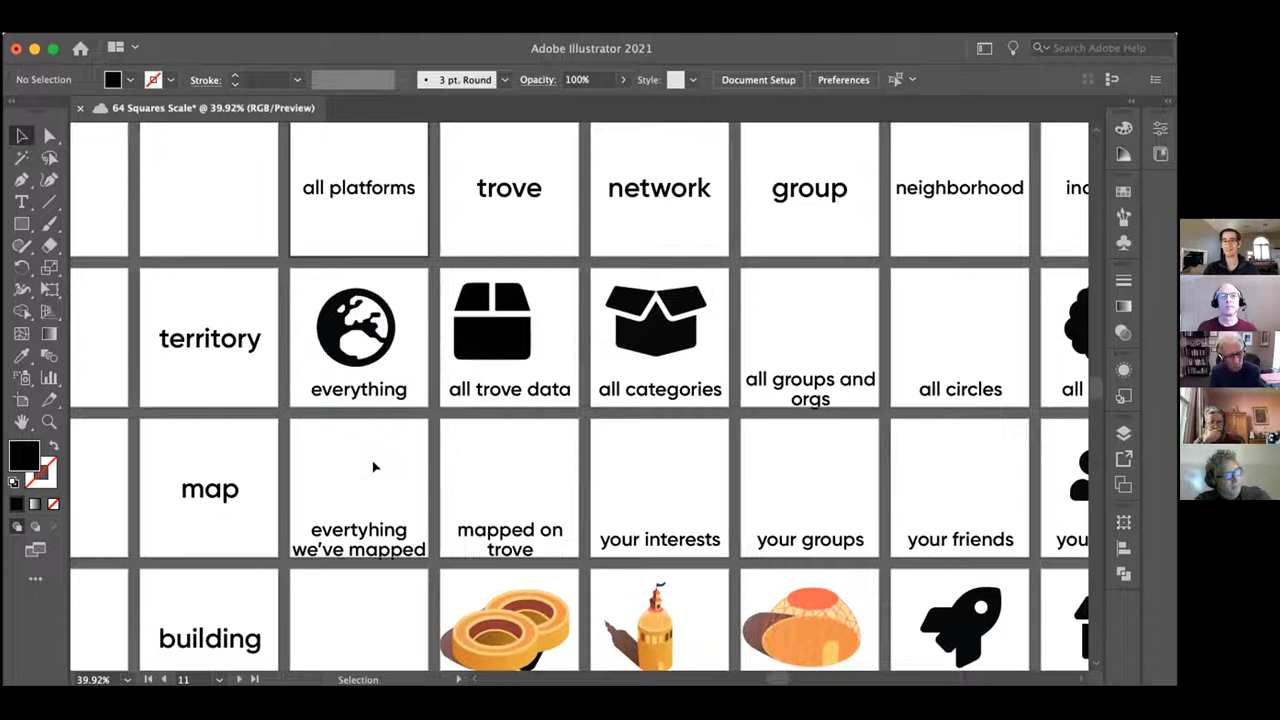 Adobe Illustrator 2021
Search Adobe Help
No Selection
Stroke:
3 pt. Round
Opacity:
100%
Style:
Document Setup
Preferences
64 Squares Scale* @ 39.92% (RGB/Preview)
all platforms
trove
network
group
neighborhood
territory
everything
all trove data
all categories
all groups and
orgs
all circles
all
map
evertyhing
we've mapped
mapped on
trove
your interests
your groups
your friends
building
39.92%
11
Selection